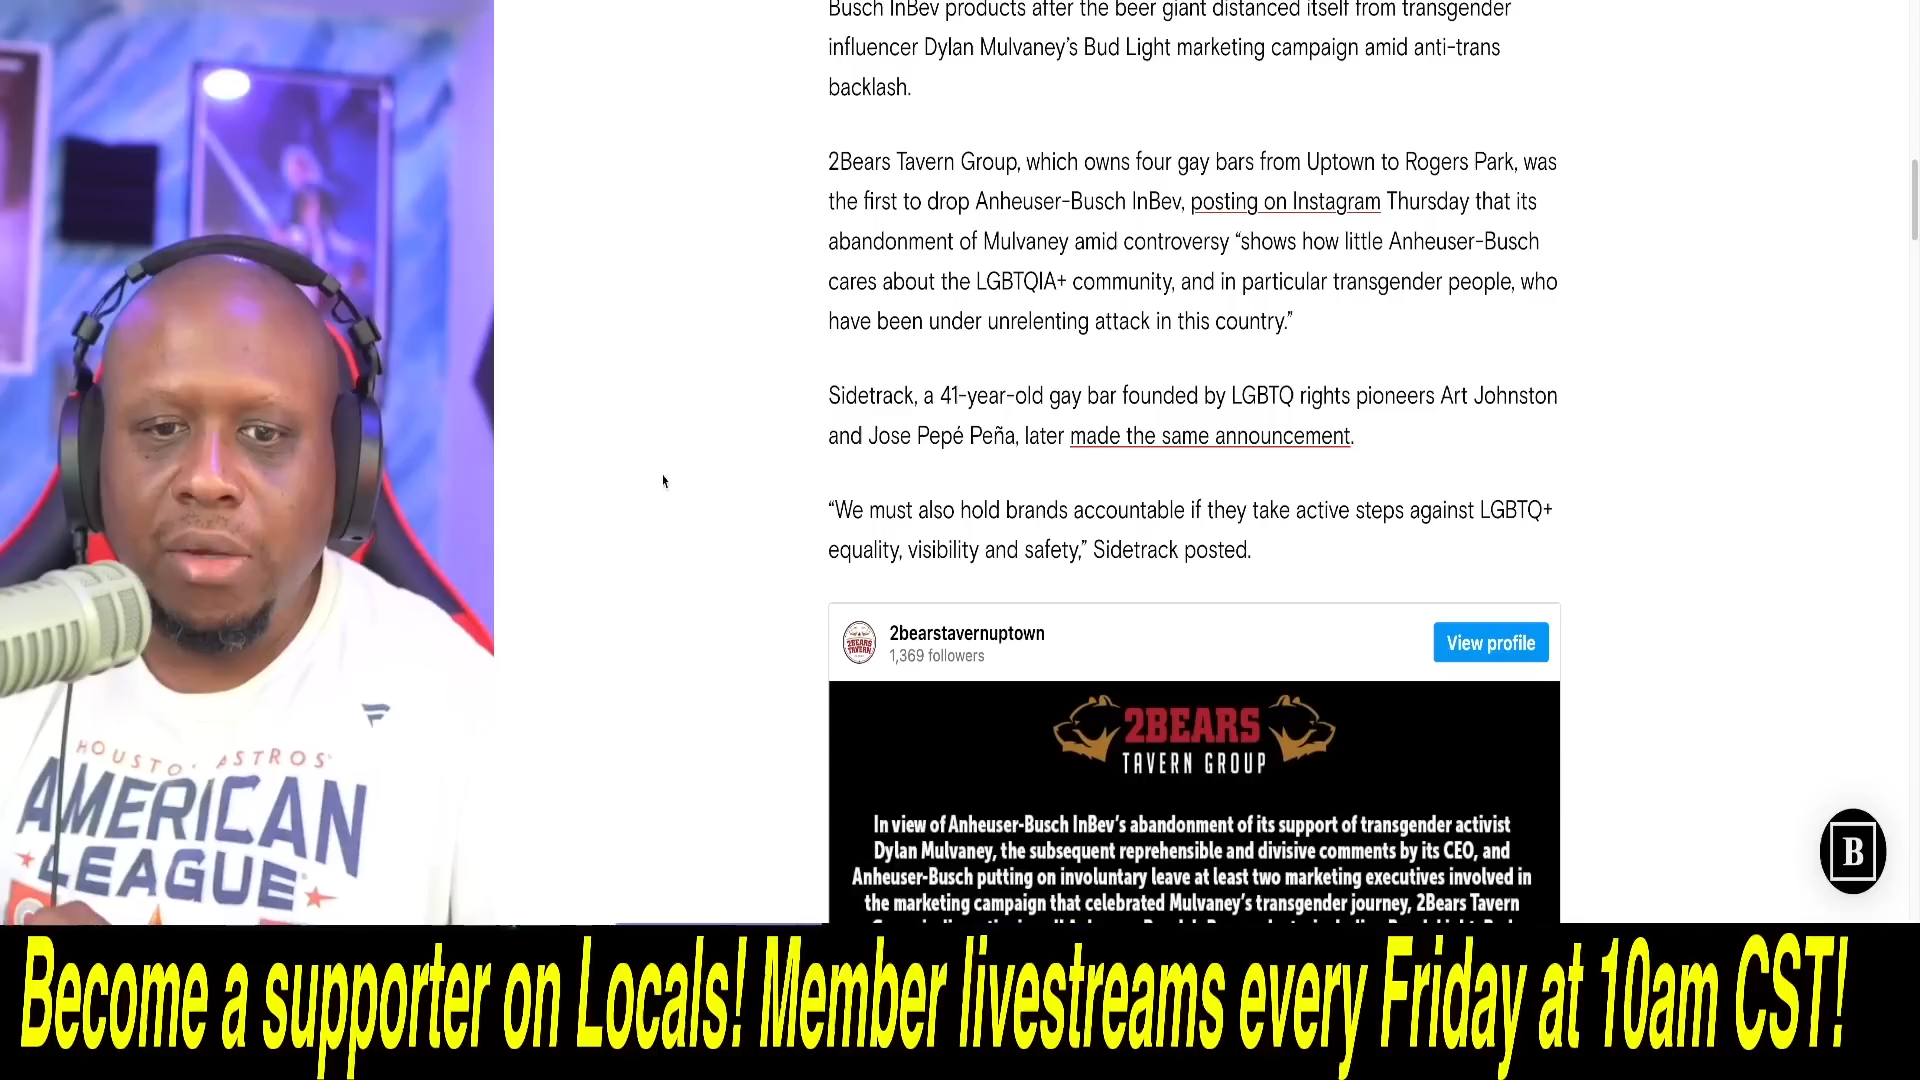 Busch InBev products after the beer giant distanced itself from transgender
influencer Dylan Mulvaney’s Bud Light marketing campaign amid anti-trans
backlash.
2Bears Tavern Group, which owns four gay bars from Uptown to Rogers Park, was
the first to drop Anheuser-Busch InBev, posting on Instagram Thursday that its
abandonment of Mulvaney amid controversy “shows how little Anheuser-Busch
cares about the LGBTQIA+ community, and in particular transgender people, who
have been under unrelenting attack in this country.”
Sidetrack, a 41-year-old gay bar founded by LGBTQ rights pioneers Art Johnston
and Jose Pepé Peña, later made the same announcement.
“We must also hold brands accountable if they take active steps against LGBTQ+
equality, visibility and safety,” Sidetrack posted.
2bearstavernuptown
1,369 followers
View profile
2BEARS
TAVERN GROUP
In view of Anheuser-Busch InBev’s abandonment of its support of transgender activist
Dylan Mulvaney, the subsequent reprehensible and divisive comments by its CEO, and
Anheuser-Busch putting on involuntary leave at least two marketing executives involved in
the marketing campaign that celebrated Mulvaney’s transgender journey, 2Bears Tavern
B
HOUSTON ASTROS
AMERICAN
LEAGUE
Become a supporter on Locals! Member livestreams every Friday at 10am CST!